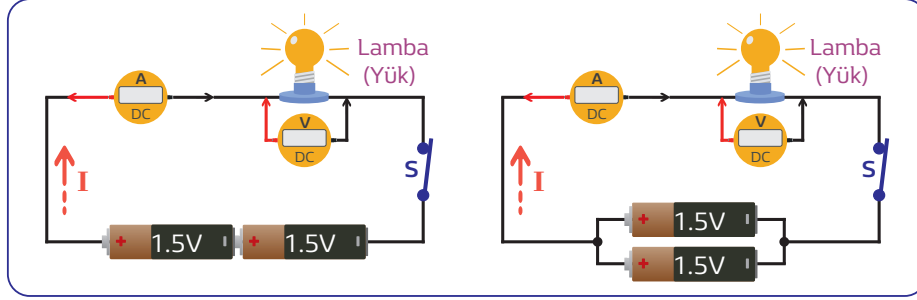 A
DC
Lamba
(Yük)
V
DC
S
I
+ 1.5V -
+ 1.5V -
A
DC
Lamba
(Yük)
V
DC
S
I
+ 1.5V -
+ 1.5V -